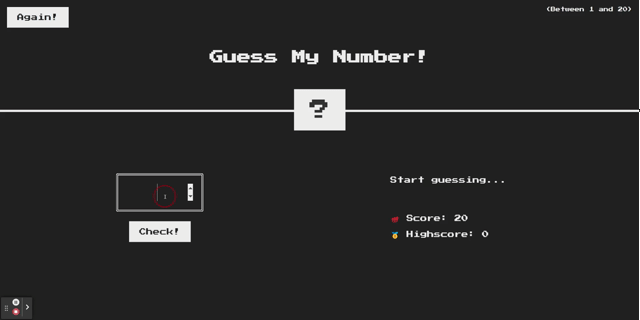 Again!
(Between 1 and 20)
Guess My Number!
?
Start guessing...
Check!
💥 Score: 20
🥇 Highscore: 0